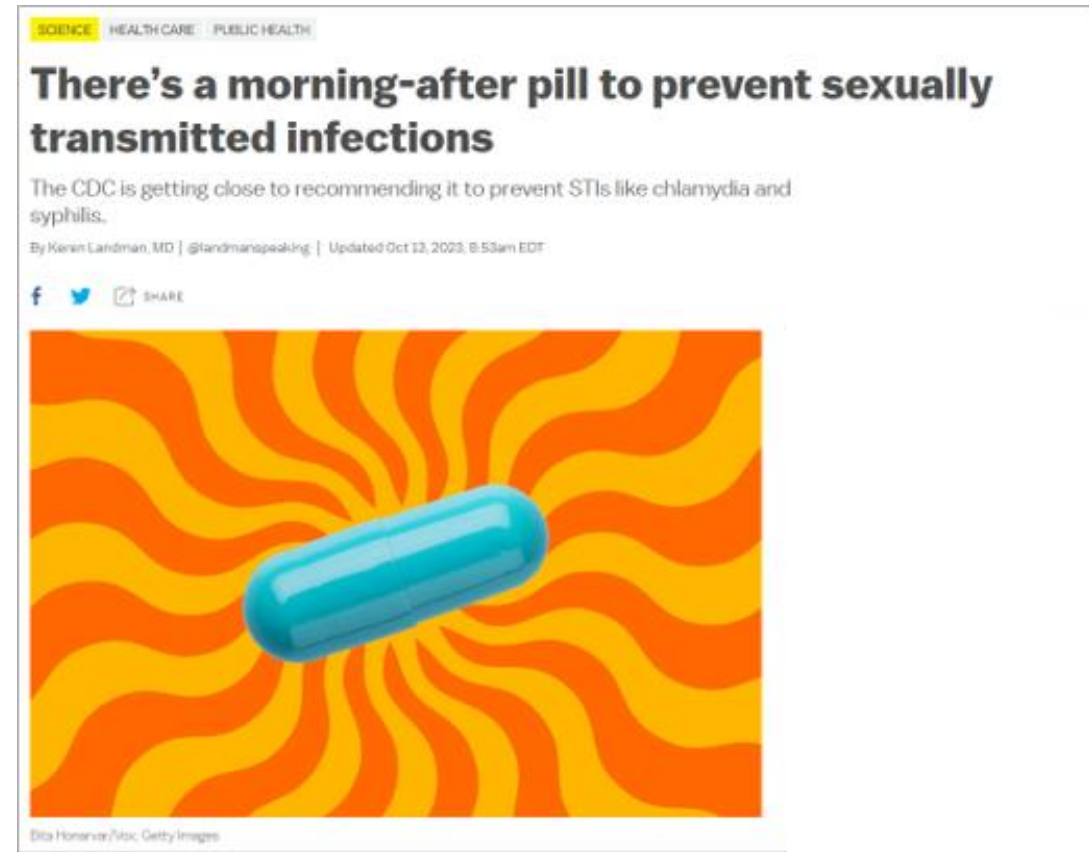 SCIENCE HEALTH CARE PUBLIC HEALTH
There's a morning-after pill to prevent sexually
transmitted infections
The CDC is getting close to recommending it to prevent STIs like chlamydia and
syphilis.
By Keren Landman, MD | @landmanspeaking | Updated Oct 12, 2023, 8:53am EDT
f SHARE
Dita Honarvar/Vox; Getty Images